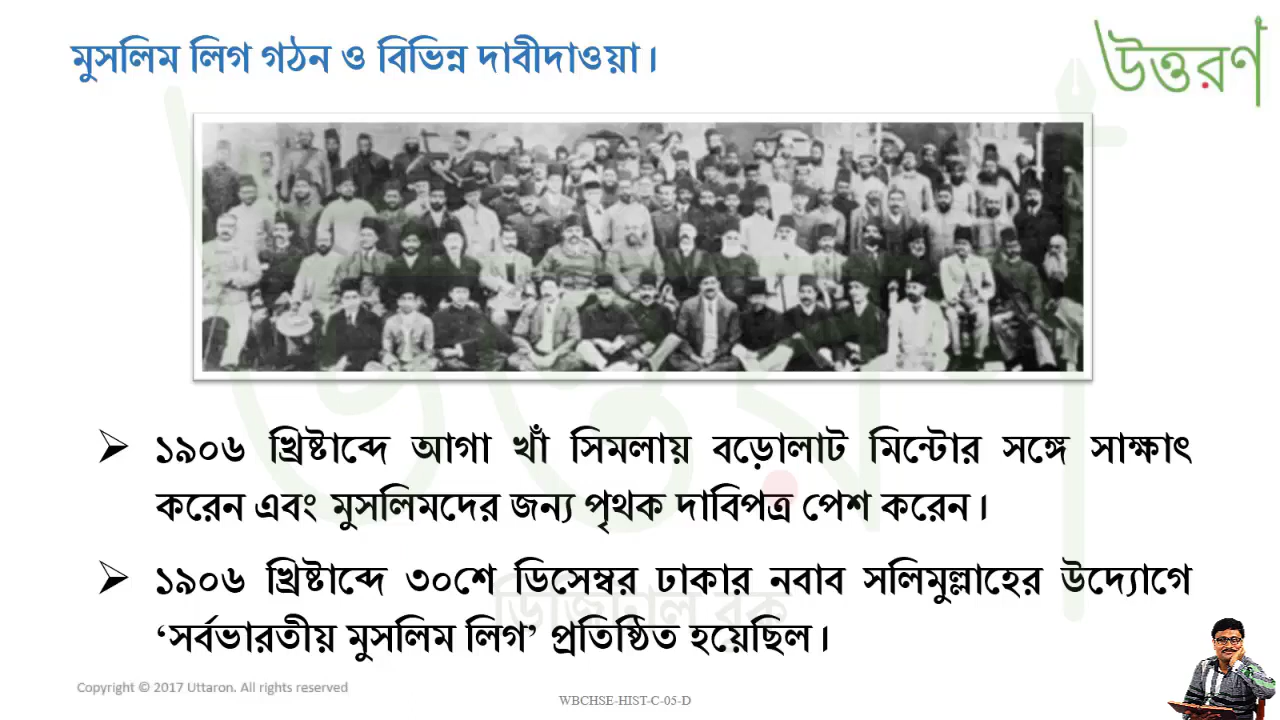 মুসলিম লিগ গঠন ও বিভিন্ন দাবীদাওয়া।
উত্তরণ
➢ ১৯০৬ খ্রিষ্টাব্দে আগা খাঁ সিমলায় বড়োলাট মিন্টোর সঙ্গে সাক্ষাৎ
করেন এবং মুসলিমদের জন্য পৃথক দাবিপত্র পেশ করেন।
➢ ১৯০৬ খ্রিষ্টাব্দে ৩০শে ডিসেম্বর ঢাকার নবাব সলিমুল্লাহের উদ্যোগে
‘সর্বভারতীয় মুসলিম লিগ’ প্রতিষ্ঠিত হয়েছিল।
ডিজিটাল বুক
Copyright © 2017 Uttaron. All rights reserved
WBCHSE-HIST-C-05-D